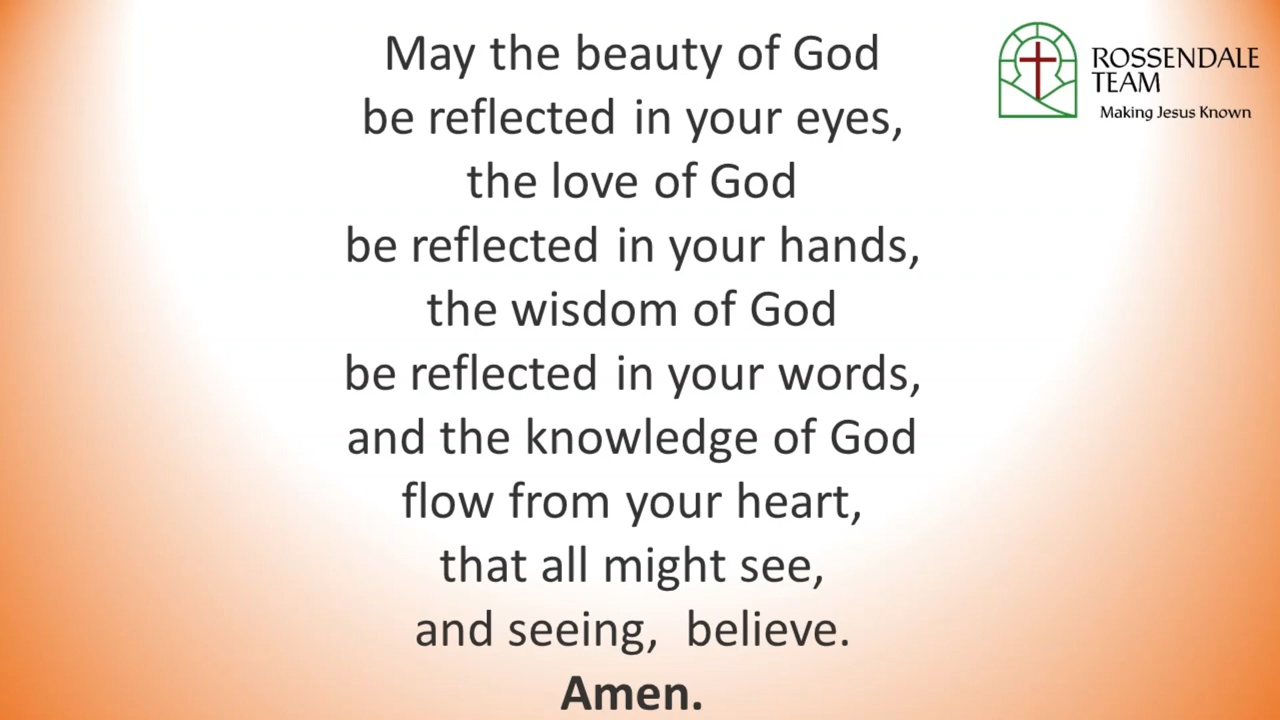 May the beauty of God
be reflected in your eyes,
the love of God
be reflected in your hands,
the wisdom of God
be reflected in your words,
and the knowledge of God
flow from your heart,
that all might see,
and seeing, believe.
Amen.
ROSSENDALE
TEAM
Making Jesus Known